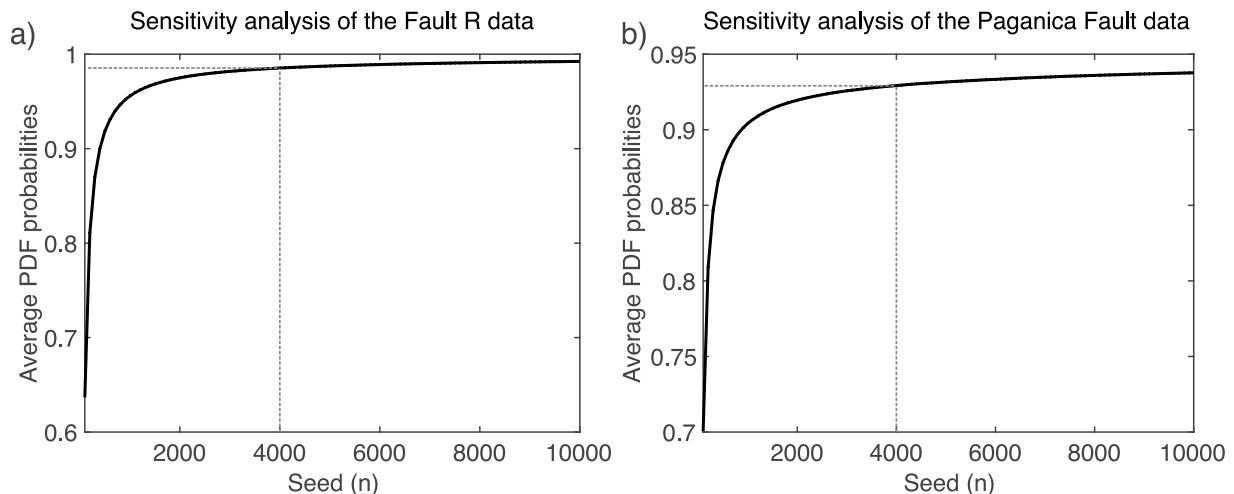 a)
Sensitivity analysis of the Fault R data
1
0.9
0.8
0.7
0.6
Average PDF probabilities
2000 4000 6000 8000 10000
Seed (n)
b)
Sensitivity analysis of the Paganica Fault data
0.95
0.9
0.85
0.8
0.75
0.7
Average PDF probabilities
2000 4000 6000 8000 10000
Seed (n)